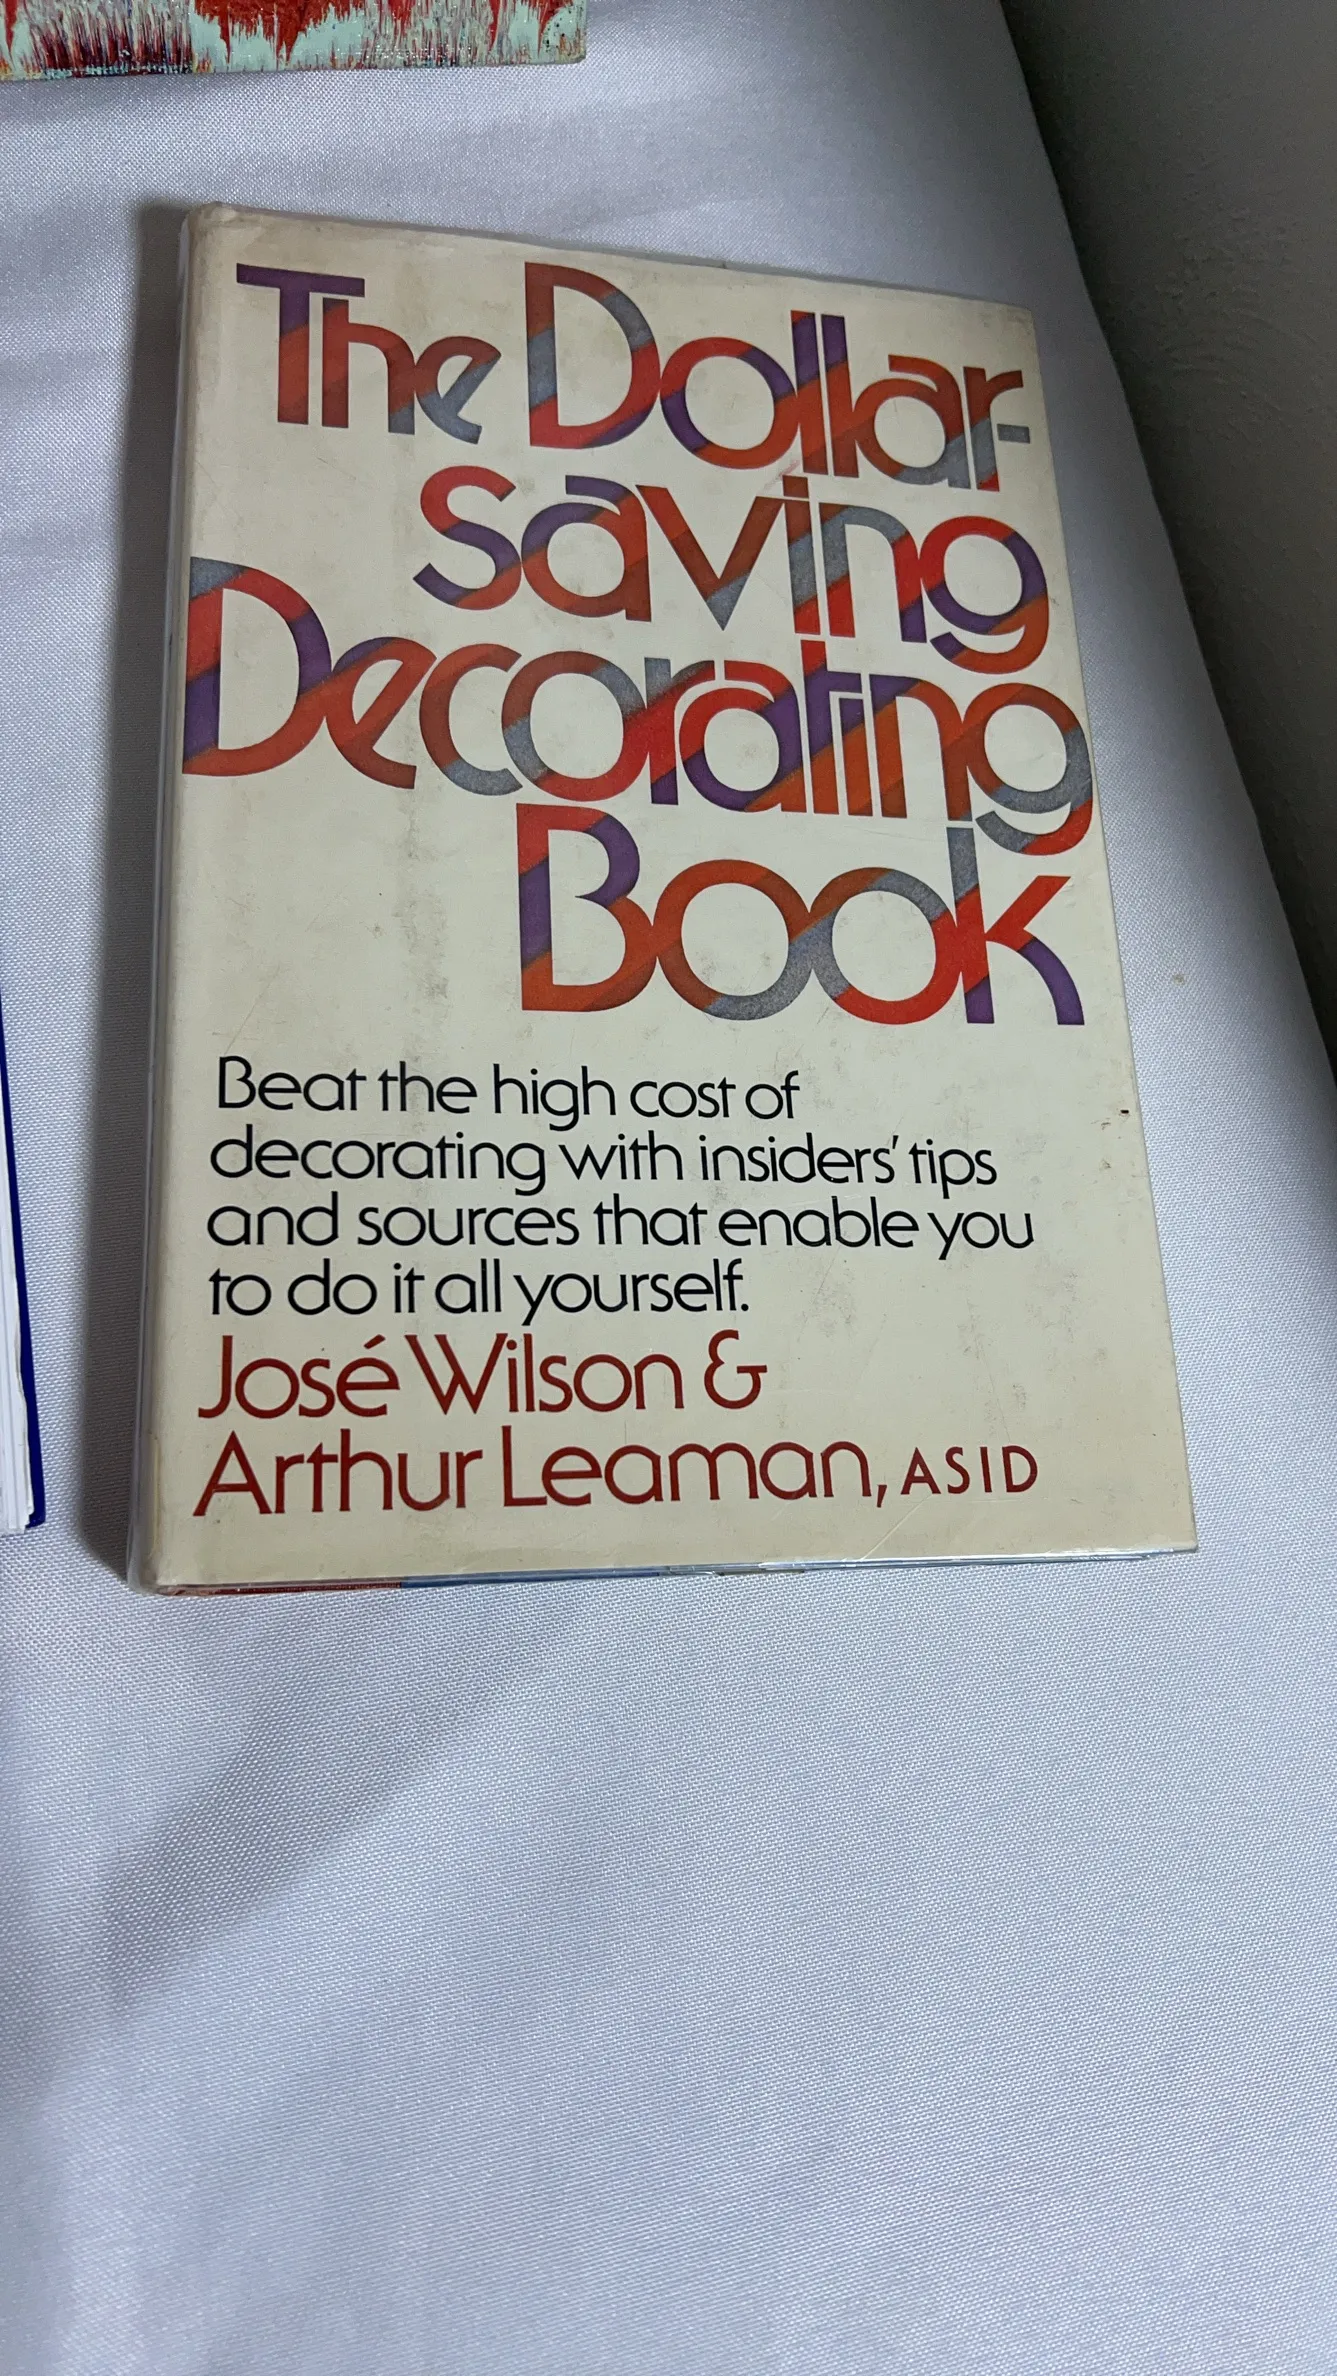 The Dollar-
saving
Decorating
Book
Beat the high cost of
decorating with insiders' tips
and sources that enable you
to do it all yourself.
José Wilson &
Arthur Leaman, ASID